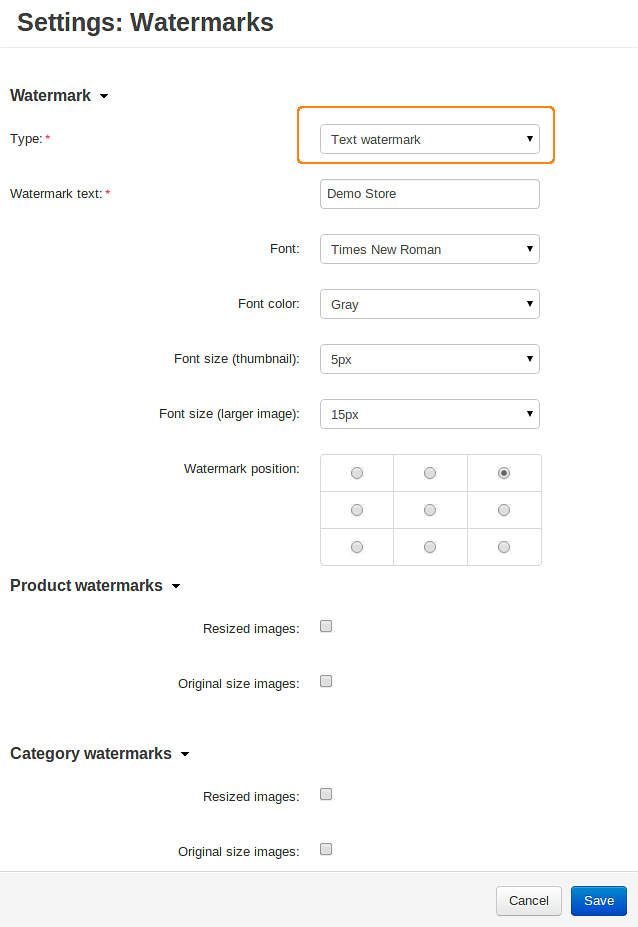 Settings: Watermarks
Watermark
Type: * Text watermark
Watermark text: * Demo Store
Font: Times New Roman
Font color: Gray
Font size (thumbnail): 5px
Font size (larger image): 15px
Watermark position:
Product watermarks
Resized images:
Original size images:
Category watermarks
Resized images:
Original size images:
Cancel Save